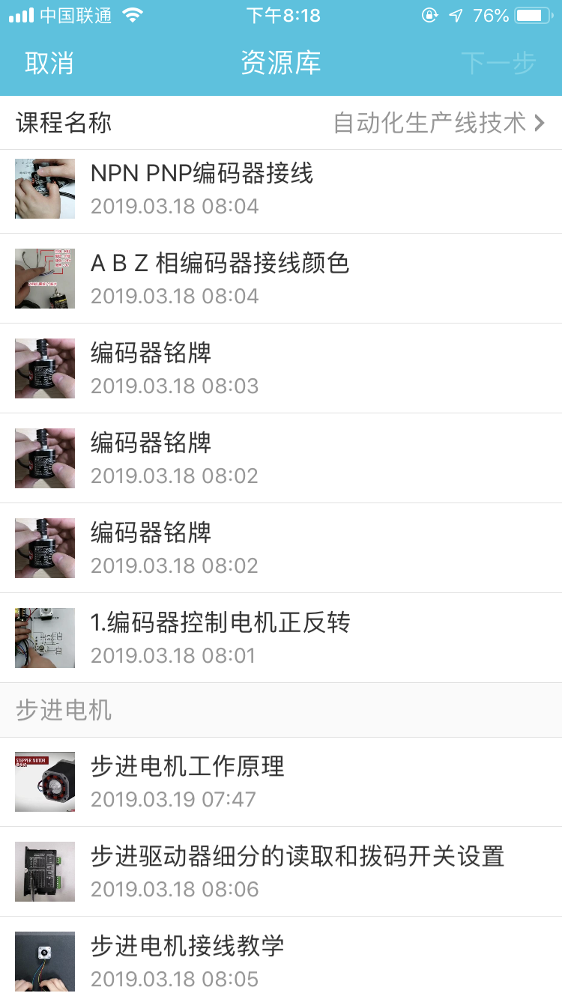 中国联通 下午8:18 76%
取消 资源库 下一步
课程名称 自动化生产线技术
NPN PNP编码器接线
2019.03.18 08:04
A B Z 相编码器接线颜色
2019.03.18 08:04
编码器铭牌
2019.03.18 08:03
编码器铭牌
2019.03.18 08:02
编码器铭牌
2019.03.18 08:02
1.编码器控制电机正反转
2019.03.18 08:01
步进电机
STEPPER MOTOR
步进电机工作原理
2019.03.19 07:47
步进驱动器细分的读取和拨码开关设置
2019.03.18 08:06
步进电机接线教学
2019.03.18 08:05